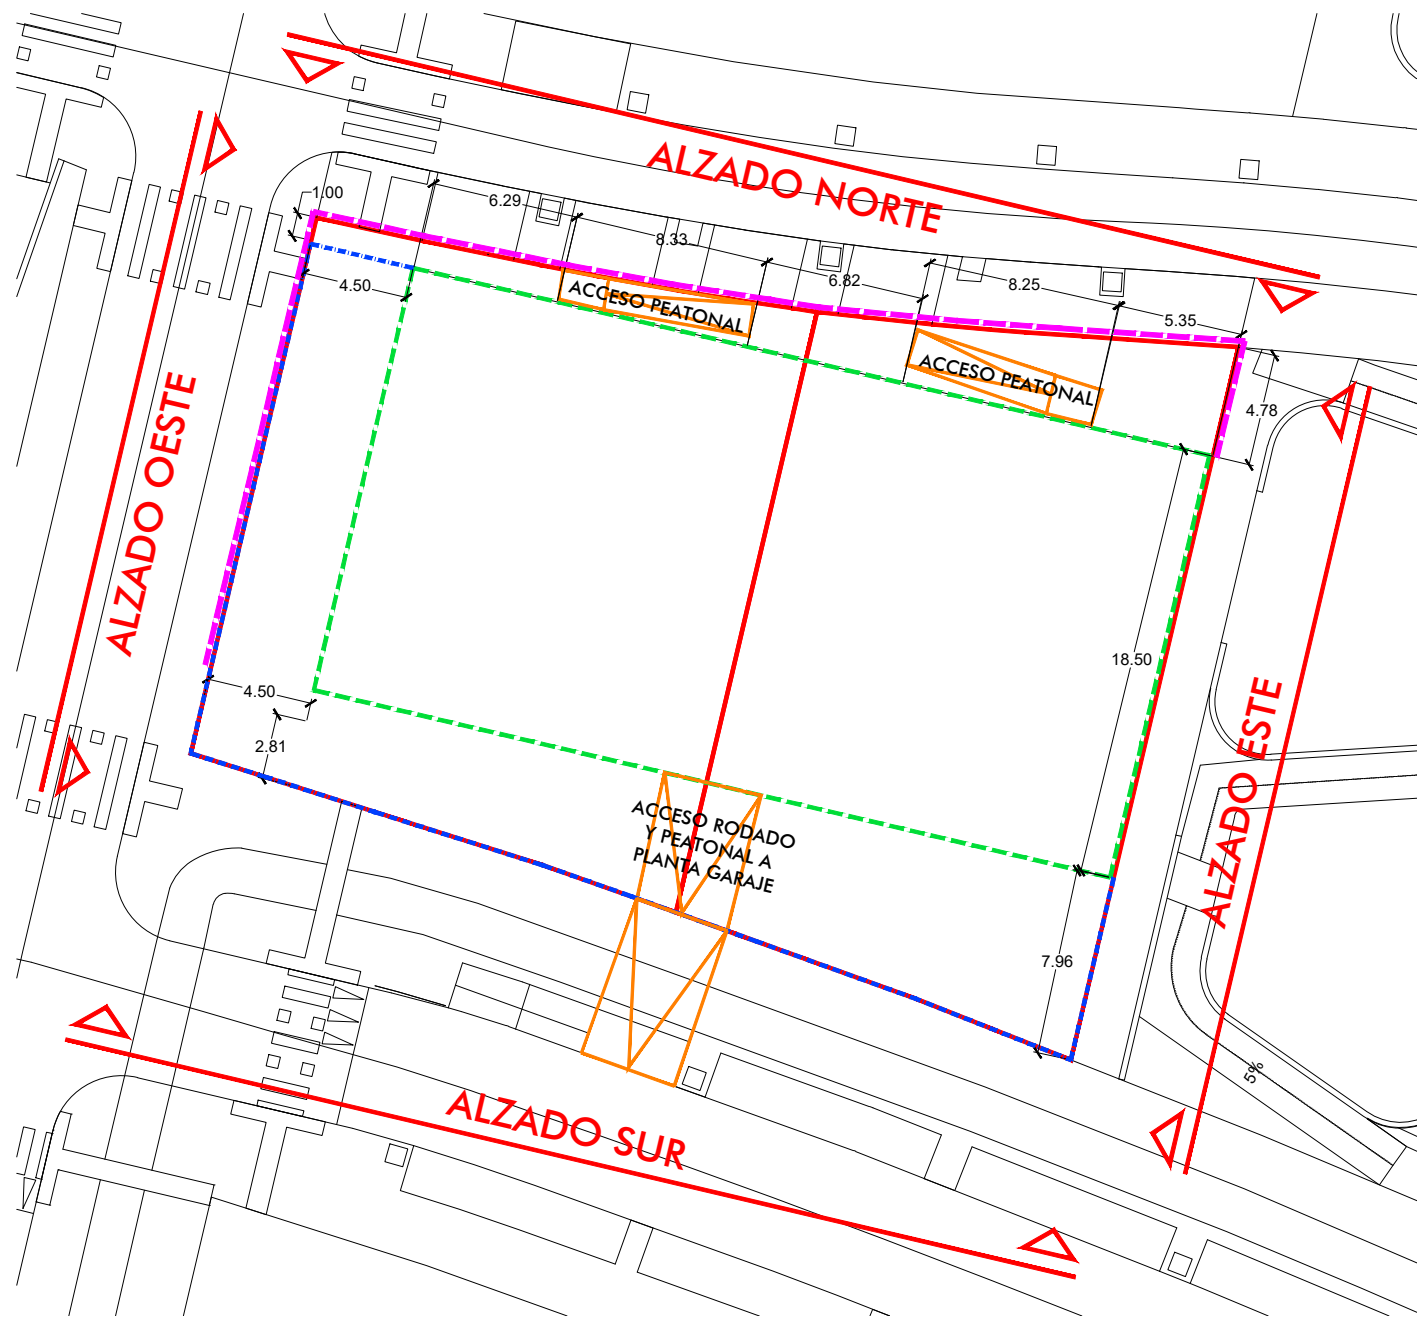 ALZADO NORTE
1.00
6.29
8.33
6.82
8.25
5.35
4.50
ACCESO PEATONAL
ACCESO PEATONAL
4.78
ALZADO OESTE
18.50
4.50
2.81
ALZADO ESTE
ACCESO RODADO
Y PEATONAL A
PLANTA GARAJE
7.96
5%
ALZADO SUR